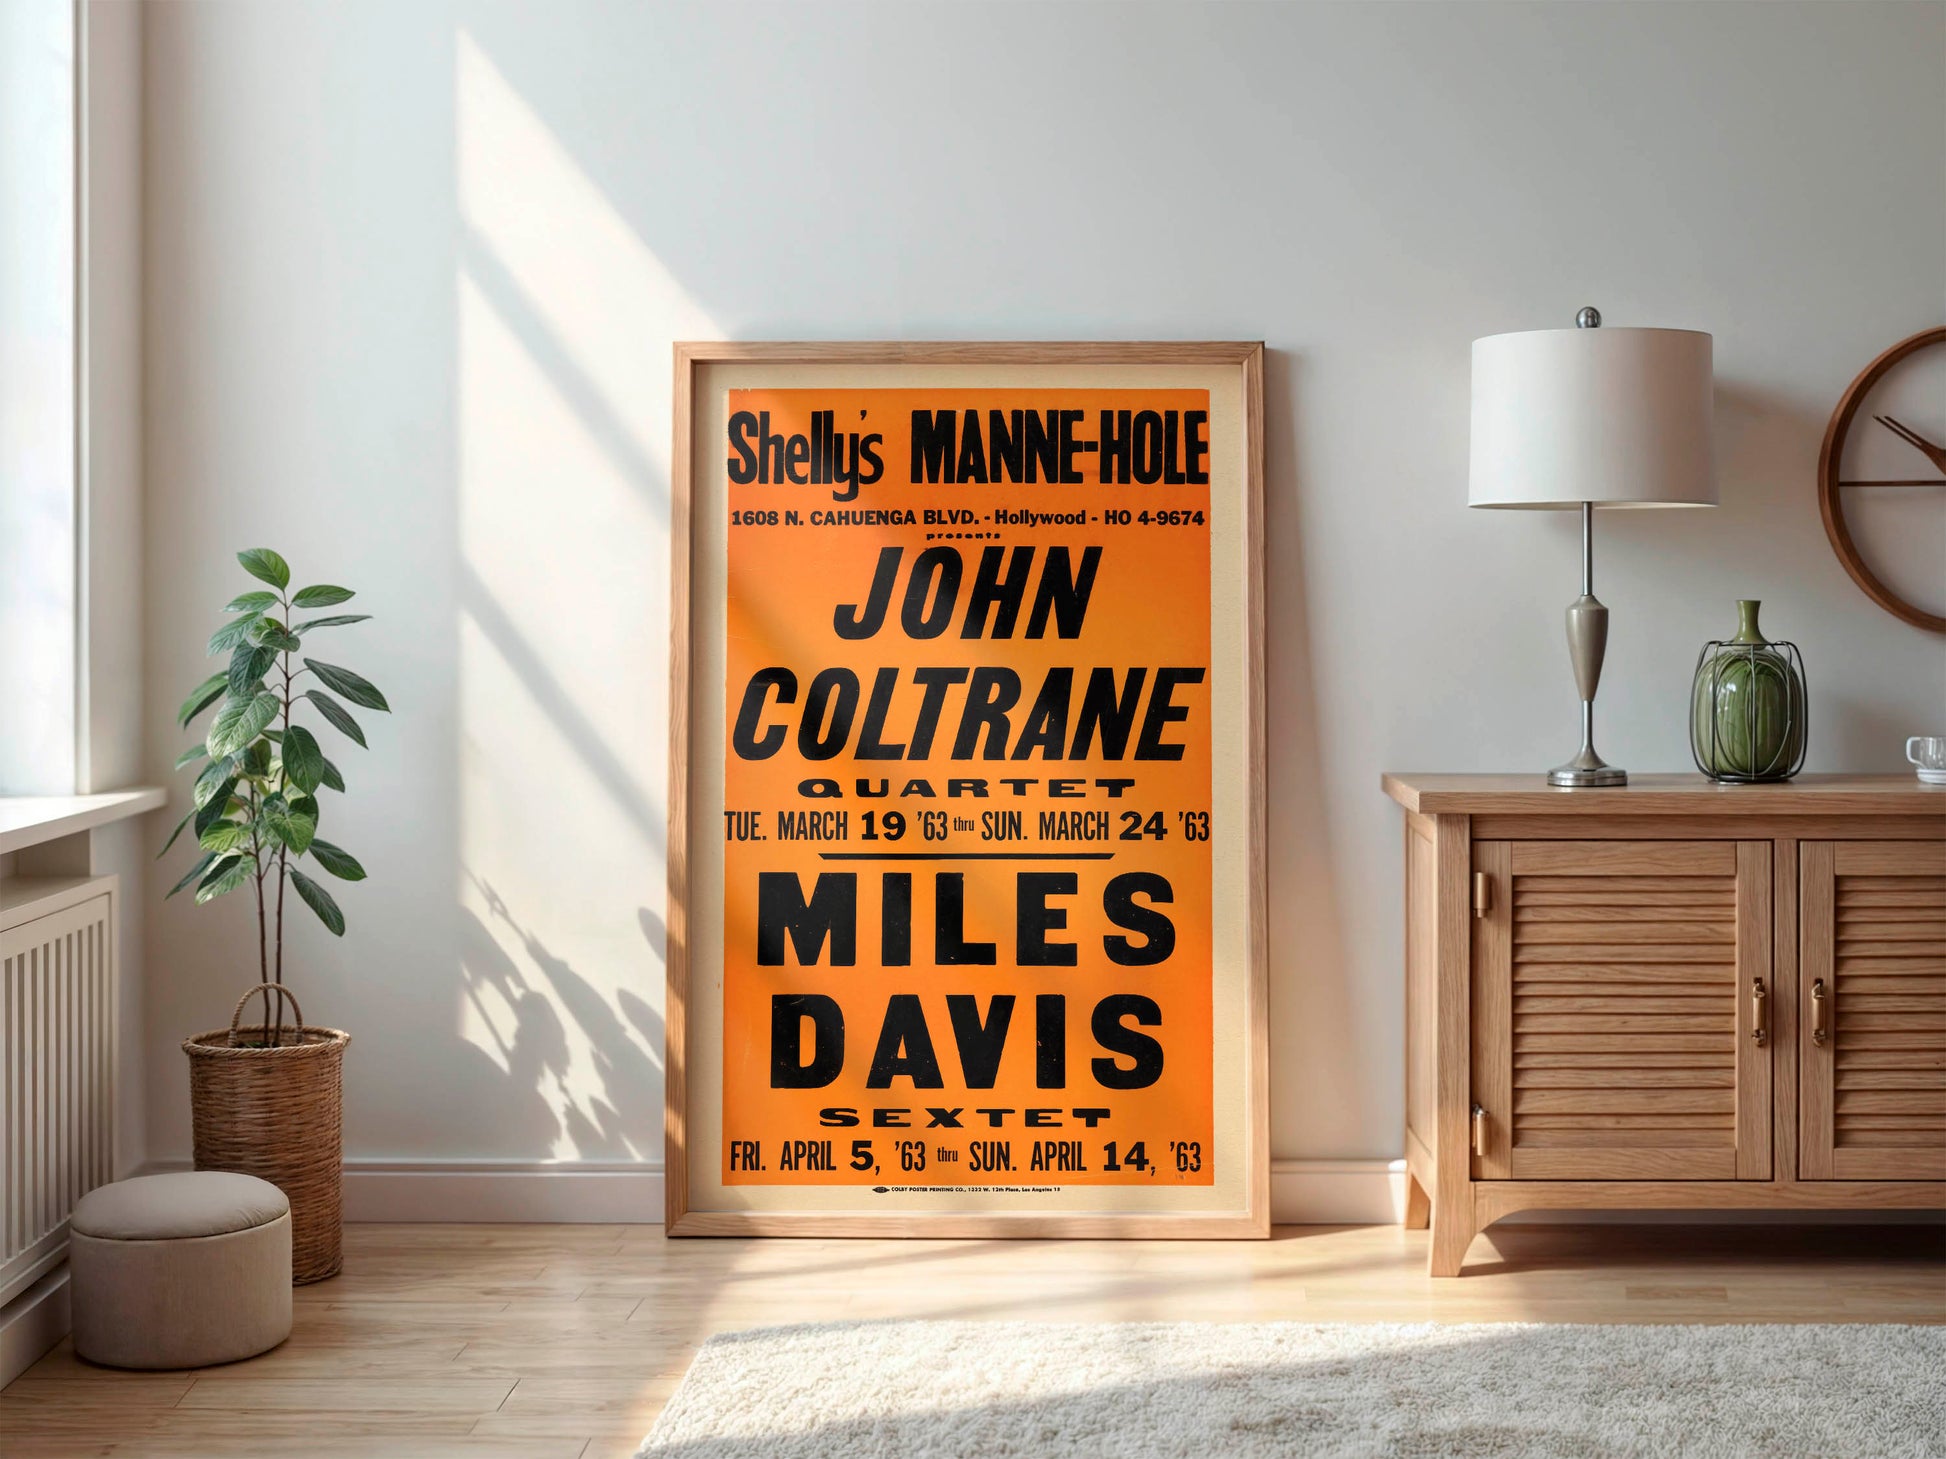 Shelly's MANNE-HOLE
1608 N. CAHUENGA BLVD. - Hollywood - HO 4-9674
presents
JOHN
COLTRANE
QUARTET
TUE. MARCH 19 '63 thru SUN. MARCH 24 '63
MILES
DAVIS
SEXTET
FRI. APRIL 5, '63 thru SUN. APRIL 14, '63
COLBY POSTER PRINTING CO., 1332 W. 12th Place, Los Angeles 15